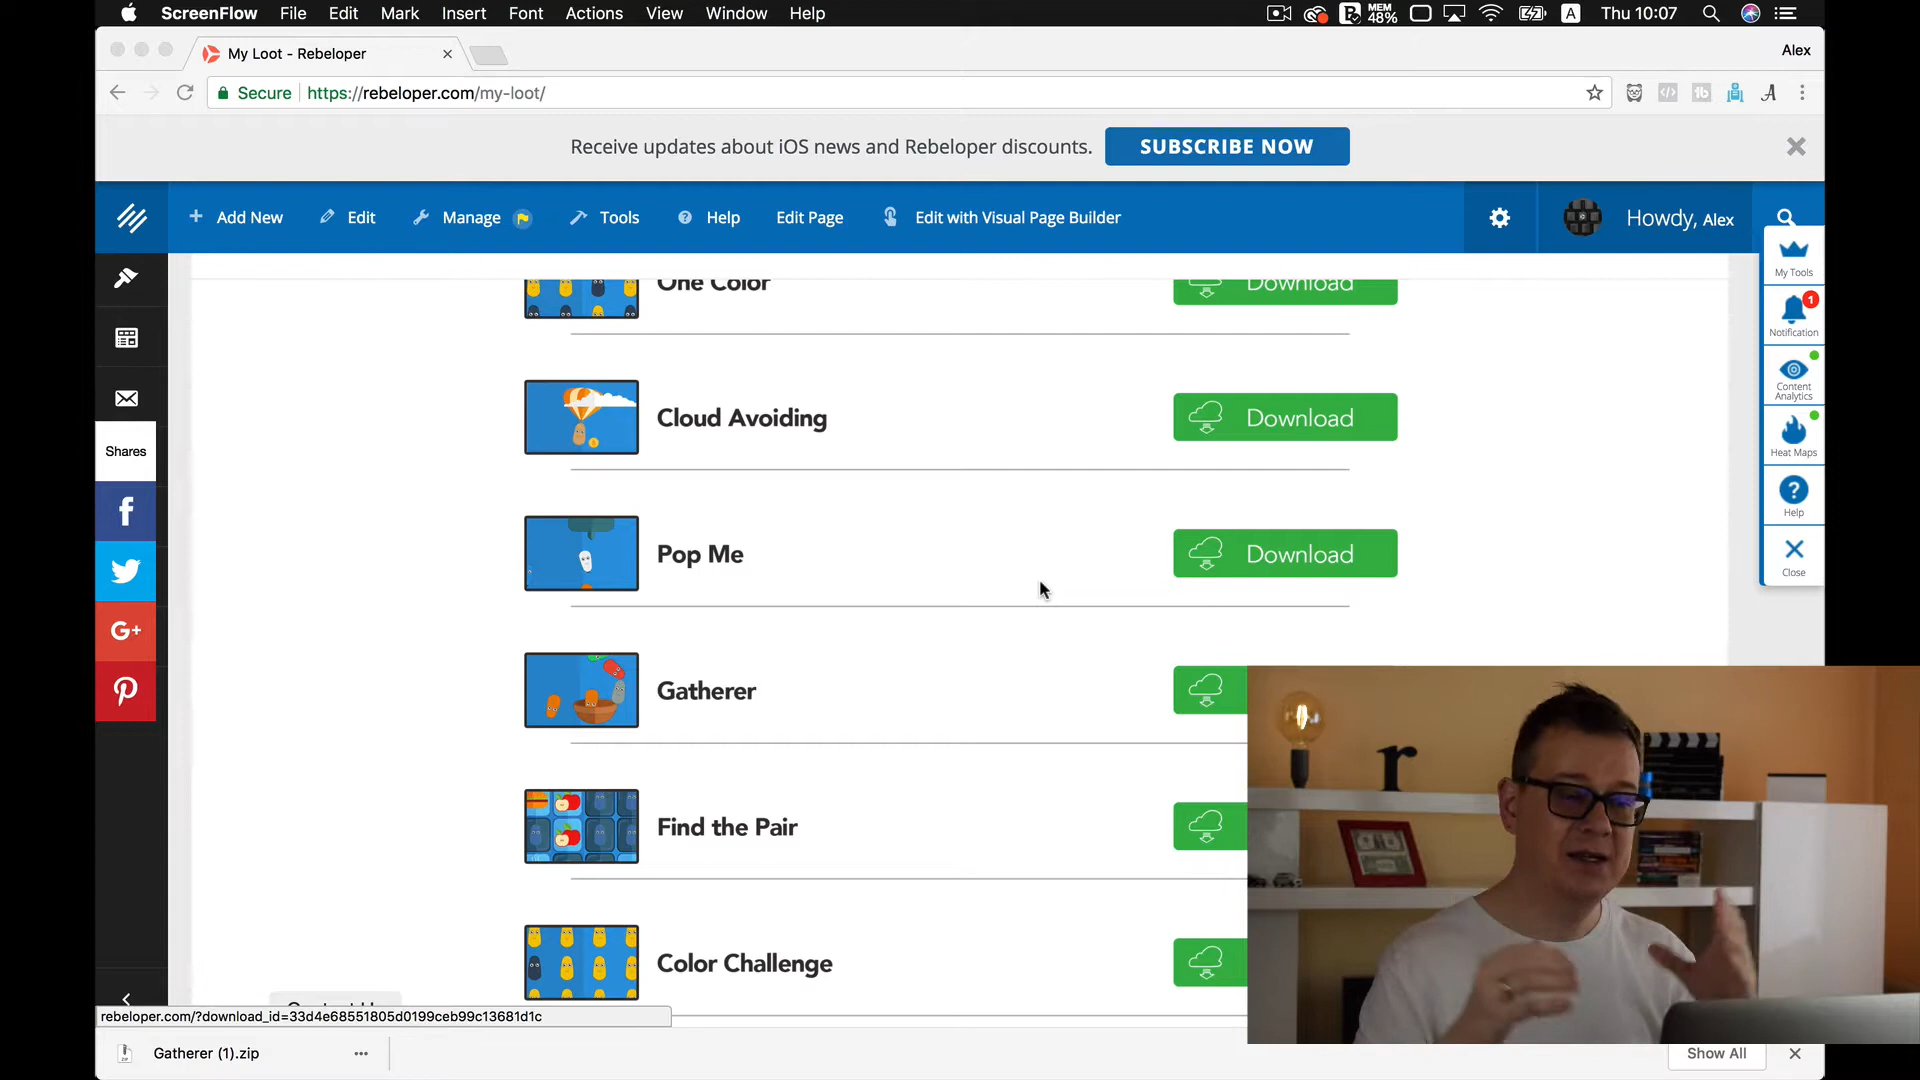 ScreenFlow File Edit Mark Insert Font Actions View Window Help MEM 48% A Thu 10:07
My Loot - Rebeloper
Alex
Secure https://rebeloper.com/my-loot/
Receive updates about iOS news and Rebeloper discounts. SUBSCRIBE NOW
Add New Edit Manage Tools Help Edit Page Edit with Visual Page Builder Howdy, Alex
My Tools
1
Notification
Content Analytics
Heat Maps
Help
Close
Shares
G+
One Color Download
Cloud Avoiding Download
Pop Me Download
Gatherer
Find the Pair
Color Challenge
r
rebeloper.com/?download_id=33d4e68551805d0199ceb99c13681d1c
Gatherer (1).zip
Show All